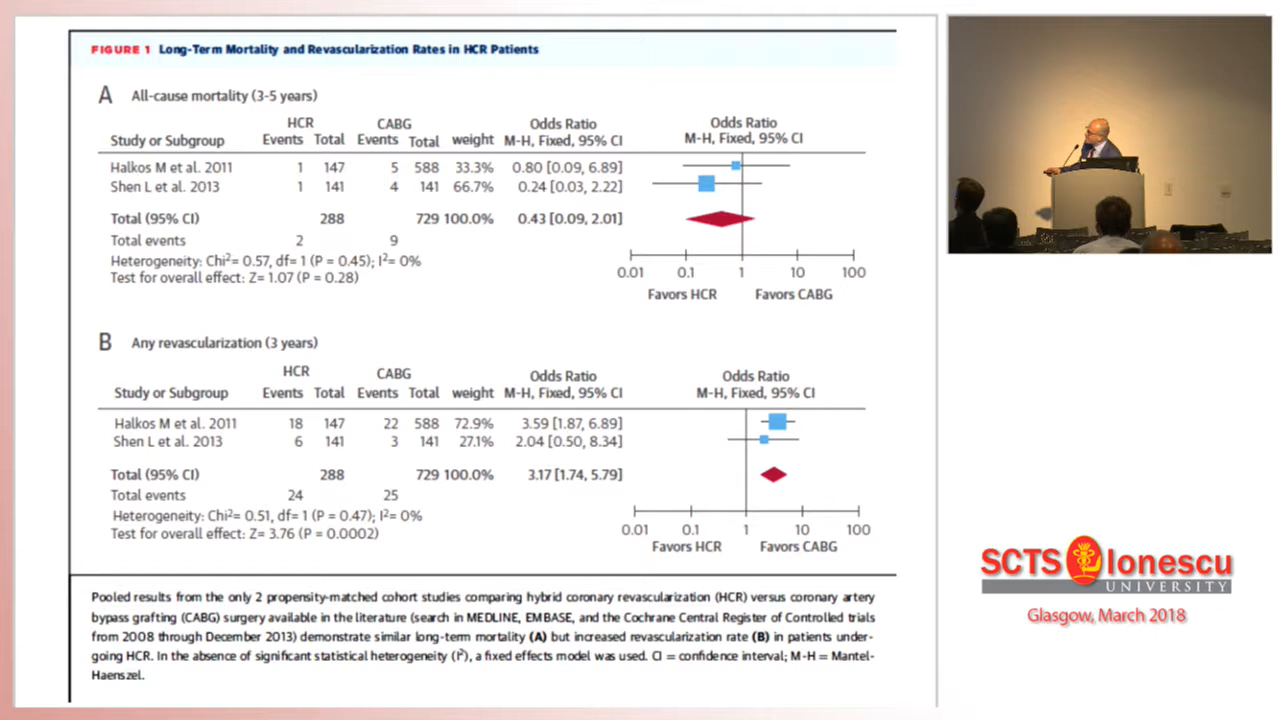 FIGURE 1 Long-Term Mortality and Revascularization Rates in HCR Patients
A All-cause mortality (3-5 years)
HCR CABG Odds Ratio Odds Ratio
Study or Subgroup Events Total Events Total weight M-H, Fixed, 95% CI M-H, Fixed, 95% CI
Halkos M et al. 2011 1 147 5 588 33.3% 0.80 [0.09, 6.89]
Shen L et al. 2013 1 141 4 141 66.7% 0.24 [0.03, 2.22]
Total (95% CI) 288 729 100.0% 0.43 [0.09, 2.01]
Total events 2 9
Heterogeneity: Chi²= 0.57, df= 1 (P = 0.45); I²= 0%
Test for overall effect: Z= 1.07 (P = 0.28)
0.01 0.1 1 10 100
Favors HCR Favors CABG
B Any revascularization (3 years)
HCR CABG Odds Ratio Odds Ratio
Study or Subgroup Events Total Events Total weight M-H, Fixed, 95% CI M-H, Fixed, 95% CI
Halkos M et al. 2011 18 147 22 588 72.9% 3.59 [1.87, 6.89]
Shen L et al. 2013 6 141 3 141 27.1% 2.04 [0.50, 8.34]
Total (95% CI) 288 729 100.0% 3.17 [1.74, 5.79]
Total events 24 25
Heterogeneity: Chi²= 0.51, df= 1 (P = 0.47); I²= 0%
Test for overall effect: Z= 3.76 (P = 0.0002)
0.01 0.1 1 10 100
Favors HCR Favors CABG
Pooled results from the only 2 propensity-matched cohort studies comparing hybrid coronary revascularization (HCR) versus coronary artery
bypass grafting (CABG) surgery available in the literature (search in MEDLINE, EMBASE, and the Cochrane Central Register of Controlled trials
from 2008 through December 2013) demonstrate similar long-term mortality (A) but increased revascularization rate (B) in patients under-
going HCR. In the absence of significant statistical heterogeneity (I²), a fixed effects model was used. CI = confidence interval; M-H = Mantel-
Haenszel.
SCTS Ionescu
UNIVERSITY
Glasgow, March 2018